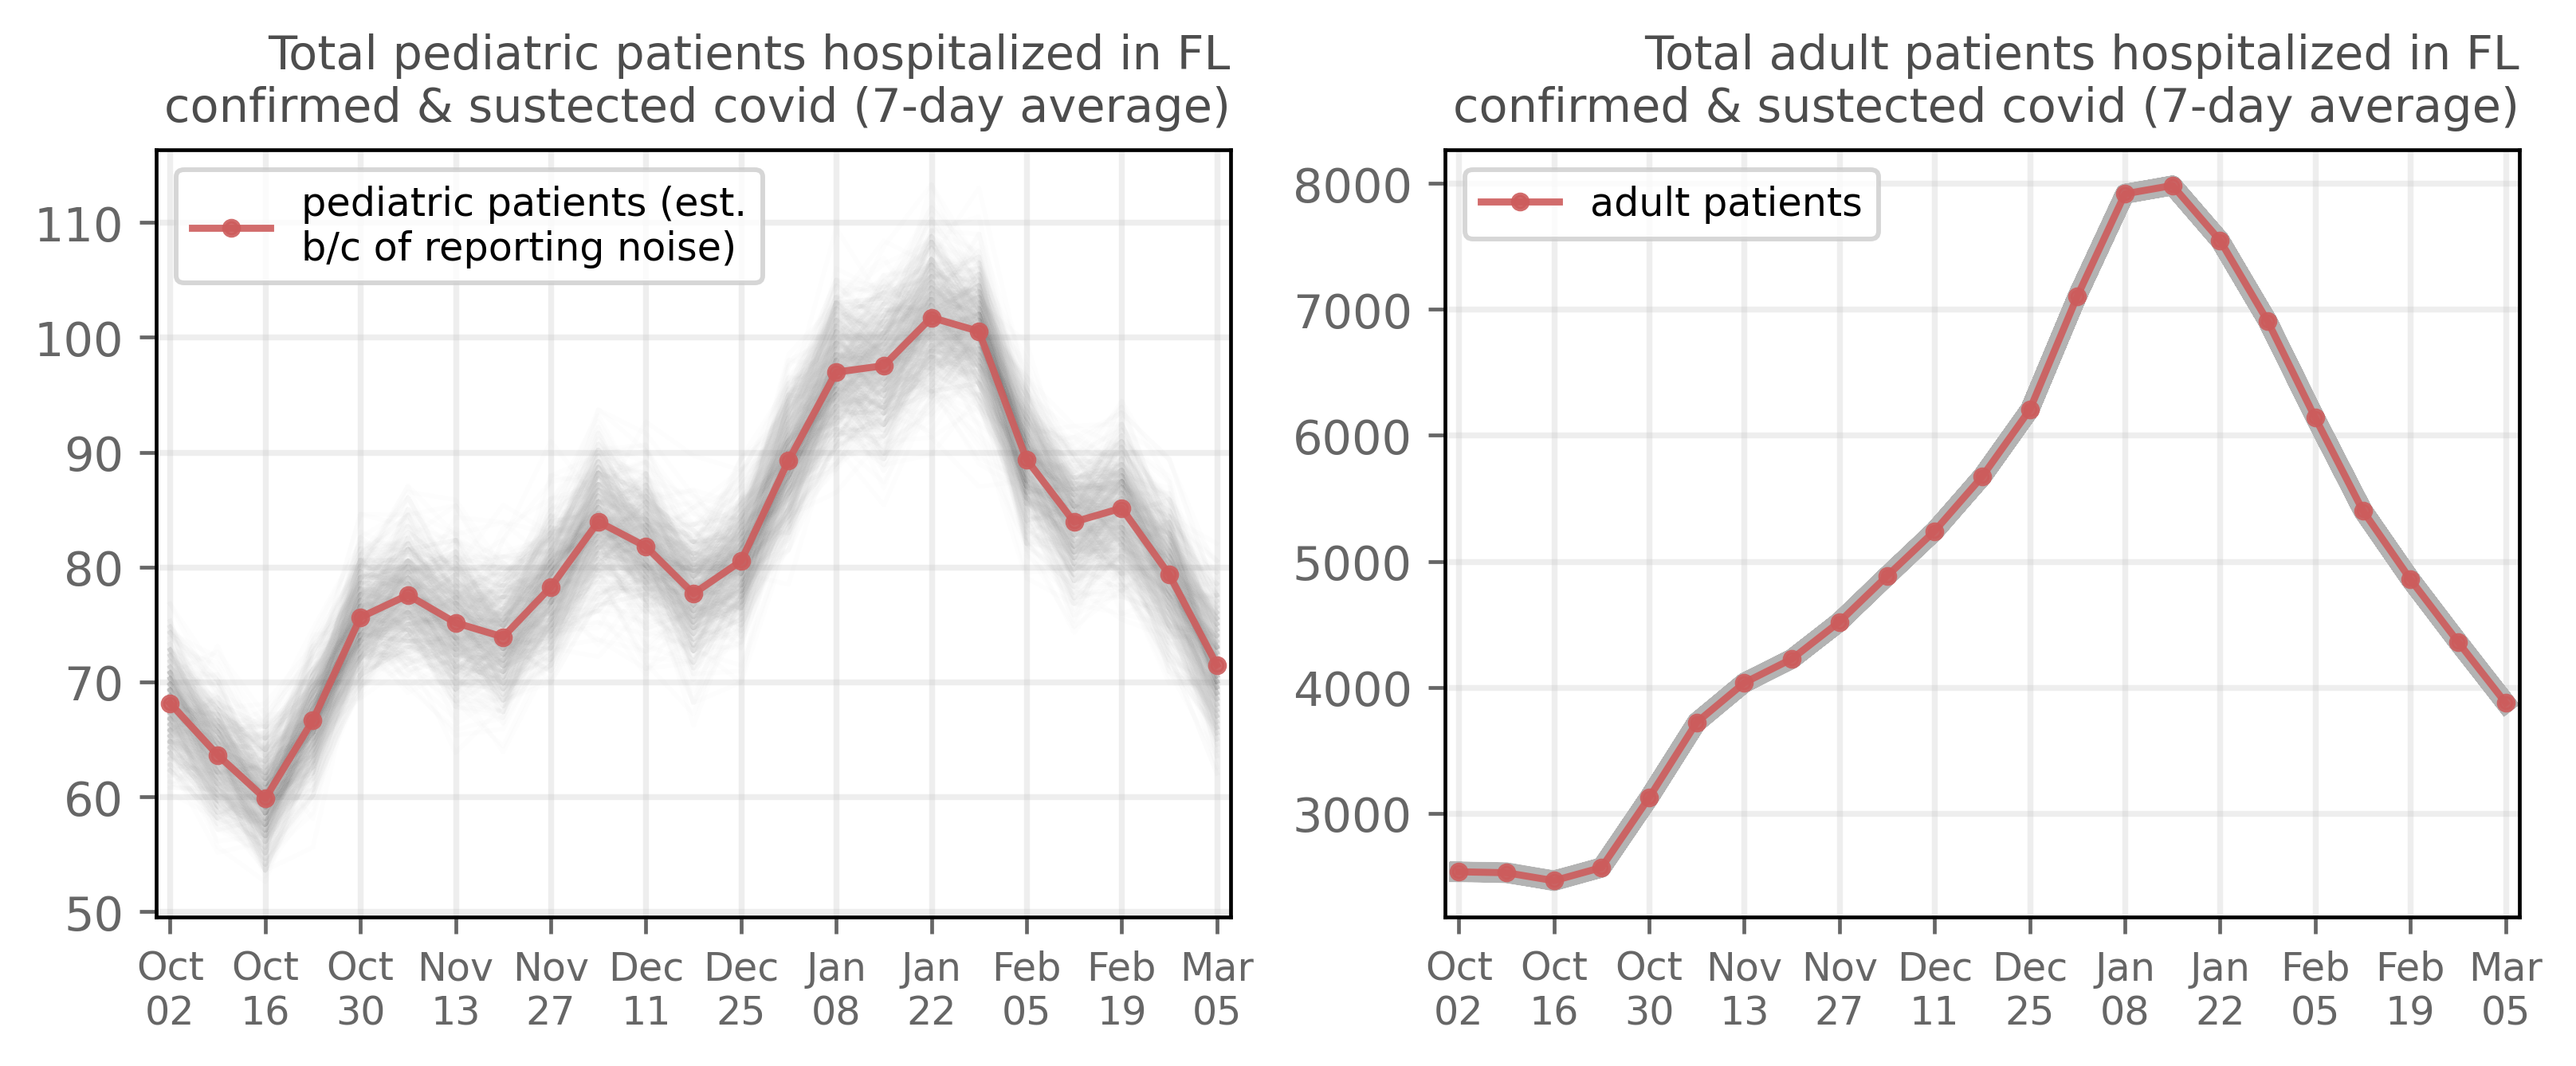 Total pediatric patients hospitalized in FL
confirmed & sustected covid (7-day average)
pediatric patients (est.
b/c of reporting noise)
110
100
90
80
70
60
50
Oct Oct Oct Nov Nov Dec Dec Jan Jan Feb Feb Mar
02 16 30 13 27 11 25 08 22 05 19 05
Total adult patients hospitalized in FL
confirmed & sustected covid (7-day average)
adult patients
8000
7000
6000
5000
4000
3000
Oct Oct Oct Nov Nov Dec Dec Jan Jan Feb Feb Mar
02 16 30 13 27 11 25 08 22 05 19 05